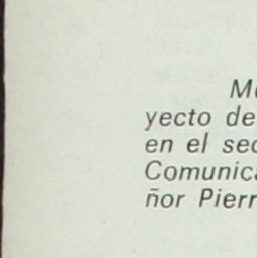 M
yecto de
en el sec
Comunica
ñor Pierr